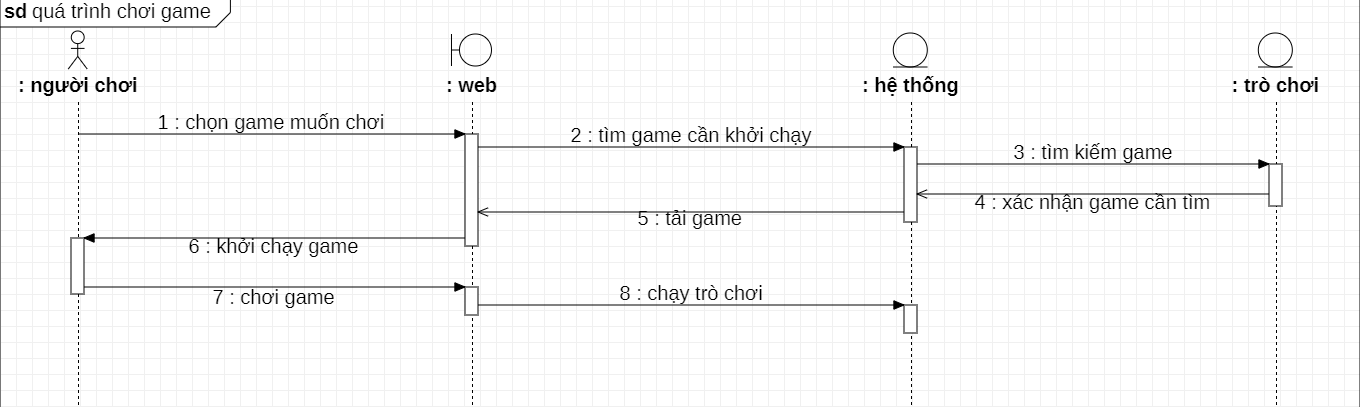 sd quá trình chơi game
: người chơi
: web
: hệ thống
: trò chơi
1 : chọn game muốn chơi
2 : tìm game cần khởi chạy
3 : tìm kiếm game
4 : xác nhận game cần tìm
5 : tải game
6 : khởi chạy game
7 : chơi game
8 : chạy trò chơi